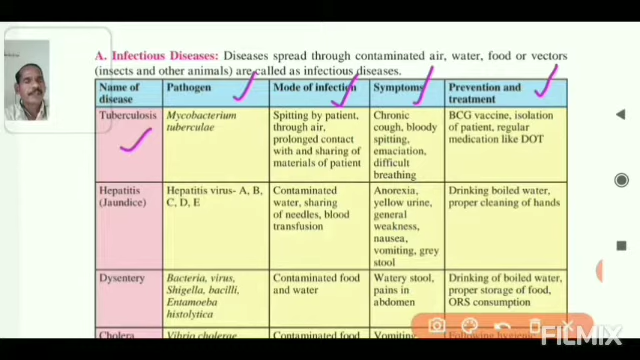 A. Infectious Diseases: Diseases spread through contaminated air, water, food or vectors
(insects and other animals) are called as infectious diseases.
Name of disease
Pathogen
Mode of infection
Symptoms
Prevention and treatment
Tuberculosis
Mycobacterium
tuberculae
Spitting by patient,
through air,
prolonged contact
with and sharing of
materials of patient
Chronic
cough, bloody
spitting,
emaciation,
difficult
breathing
BCG vaccine, isolation
of patient, regular
medication like DOT
Hepatitis
(Jaundice)
Hepatitis virus- A, B,
C, D, E
Contaminated
water, sharing
of needles, blood
transfusion
Anorexia,
yellow urine,
general
weakness,
nausea,
vomiting, grey
stool
Drinking boiled water,
proper cleaning of hands
Dysentery
Bacteria, virus,
Shigella, bacilli,
Entamoeba
histolytica
Contaminated food
and water
Watery stool,
pains in
abdomen
Drinking of boiled water,
proper storage of food,
ORS consumption
Cholera
Vibria cholerae
Contaminated food
Vomiting,
Following hygiene
FILMIX